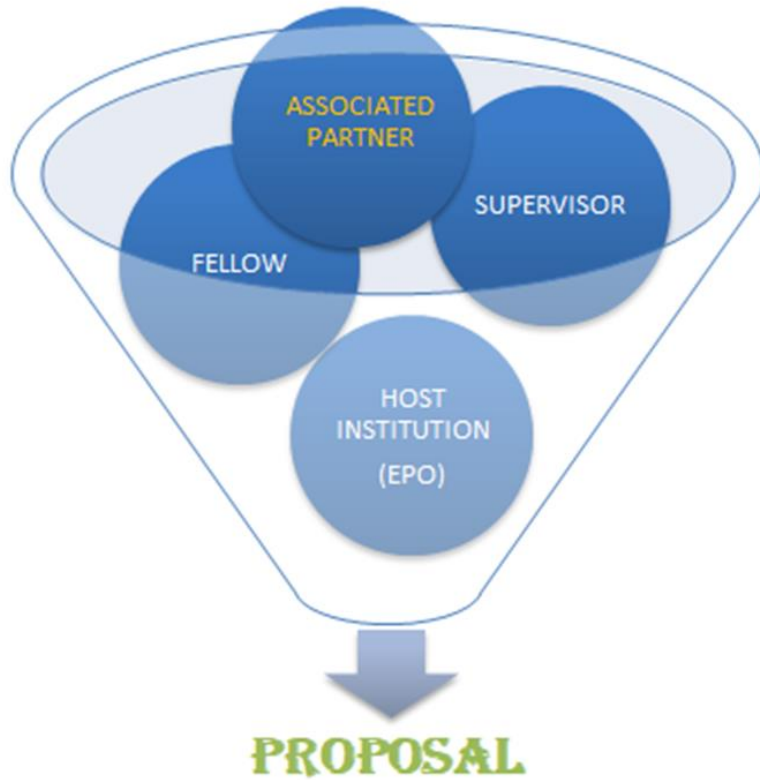 ASSOCIATED
PARTNER
SUPERVISOR
FELLOW
HOST
INSTITUTION
(EPO)
PROPOSAL